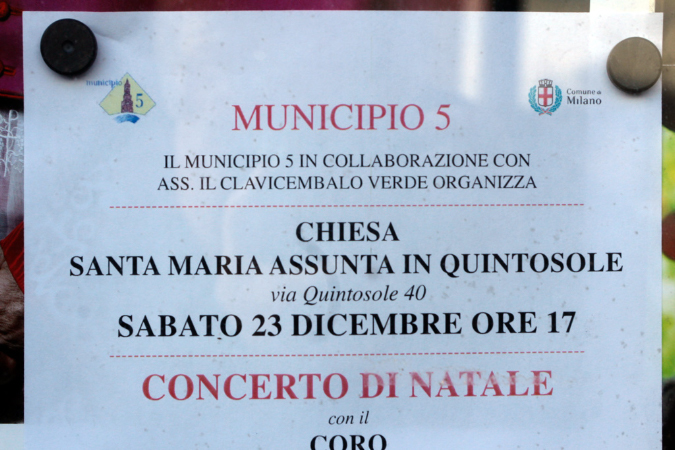 municipio
5
Comune di
Milano
MUNICIPIO 5
IL MUNICIPIO 5 IN COLLABORAZIONE CON
ASS. IL CLAVICEMBALO VERDE ORGANIZZA
CHIESA
SANTA MARIA ASSUNTA IN QUINTOSOLE
via Quintosole 40
SABATO 23 DICEMBRE ORE 17
CONCERTO DI NATALE
con il
CORO